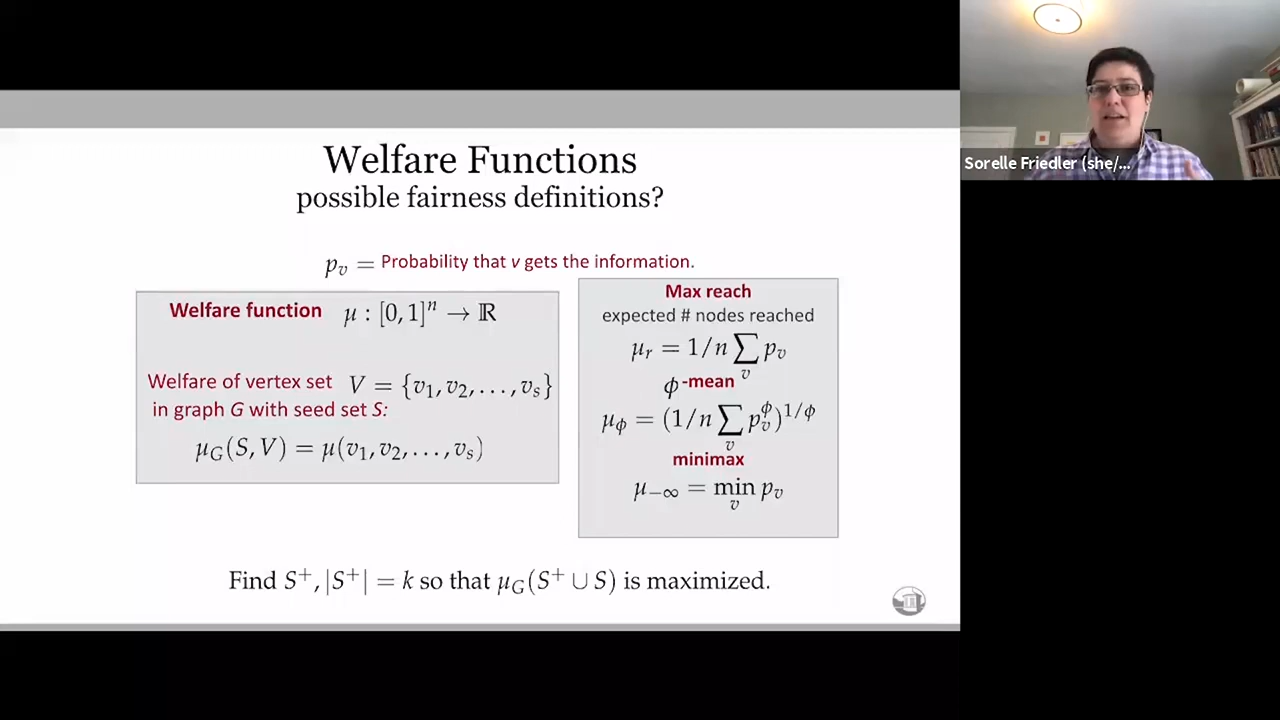 Welfare Functions
possible fairness definitions?
p_v = Probability that v gets the information.
Welfare function μ : [0, 1]^n → ℝ
Welfare of vertex set V = {v_1, v_2, . . . , v_s}
in graph G with seed set S:
μ_G(S, V) = μ(v_1, v_2, . . . , v_s)
Max reach
expected # nodes reached
μ_r = 1/n ∑_v p_v
ϕ-mean
μ_ϕ = (1/n ∑_v p_v^ϕ)^{1/ϕ}
minimax
μ_{−∞} = min_v p_v
Find S^+, |S^+| = k so that μ_G(S^+ ∪ S) is maximized.
Sorelle Friedler (she/...